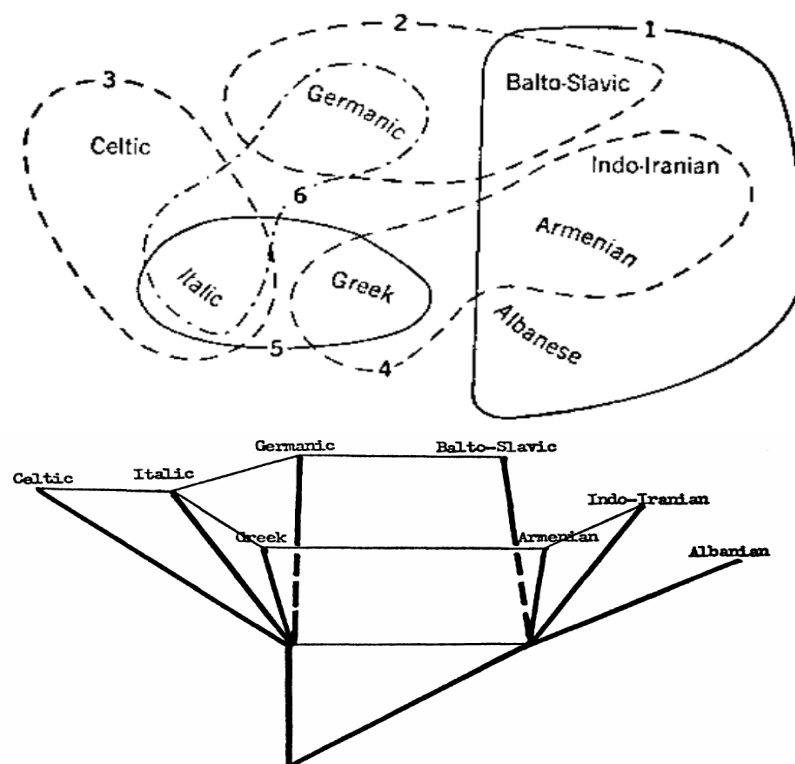 2
1
3
Balto-Slavic
Germanic
Celtic
Indo-Iranian
6
Armenian
Italic
Greek
Albanese
5
4
Germanic
Balto-Slavic
Celtic
Italic
Indo-Iranian
Greek
Armenian
Albanian